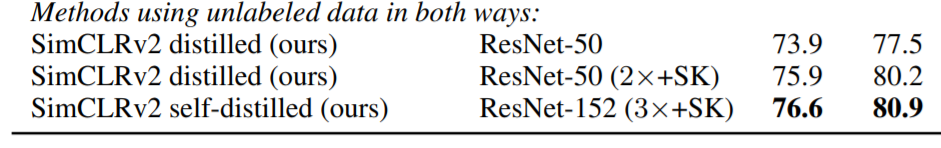 Methods using unlabeled data in both ways:
SimCLRv2 distilled (ours) ResNet-50 73.9 77.5
SimCLRv2 distilled (ours) ResNet-50 (2×+SK) 75.9 80.2
SimCLRv2 self-distilled (ours) ResNet-152 (3×+SK) 76.6 80.9